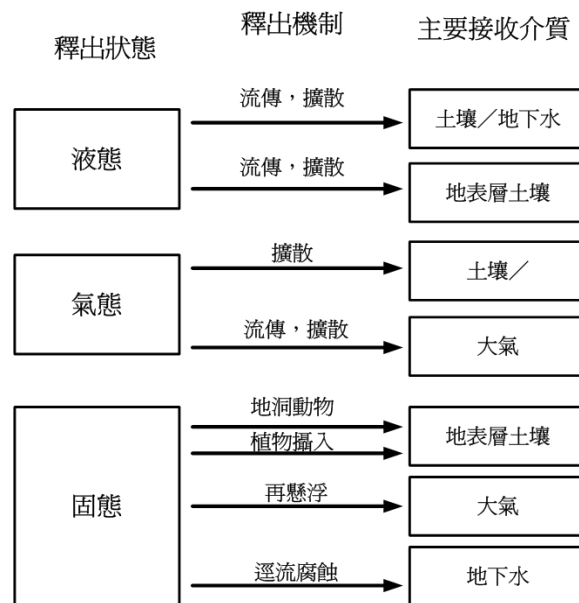 釋出狀態
釋出機制
主要接收介質
液態
流傳，擴散
土壤／地下水
流傳，擴散
地表層土壤
氣態
擴散
土壤／
流傳，擴散
大氣
固態
地洞動物
植物攝入
地表層土壤
再懸浮
大氣
逕流腐蝕
地下水